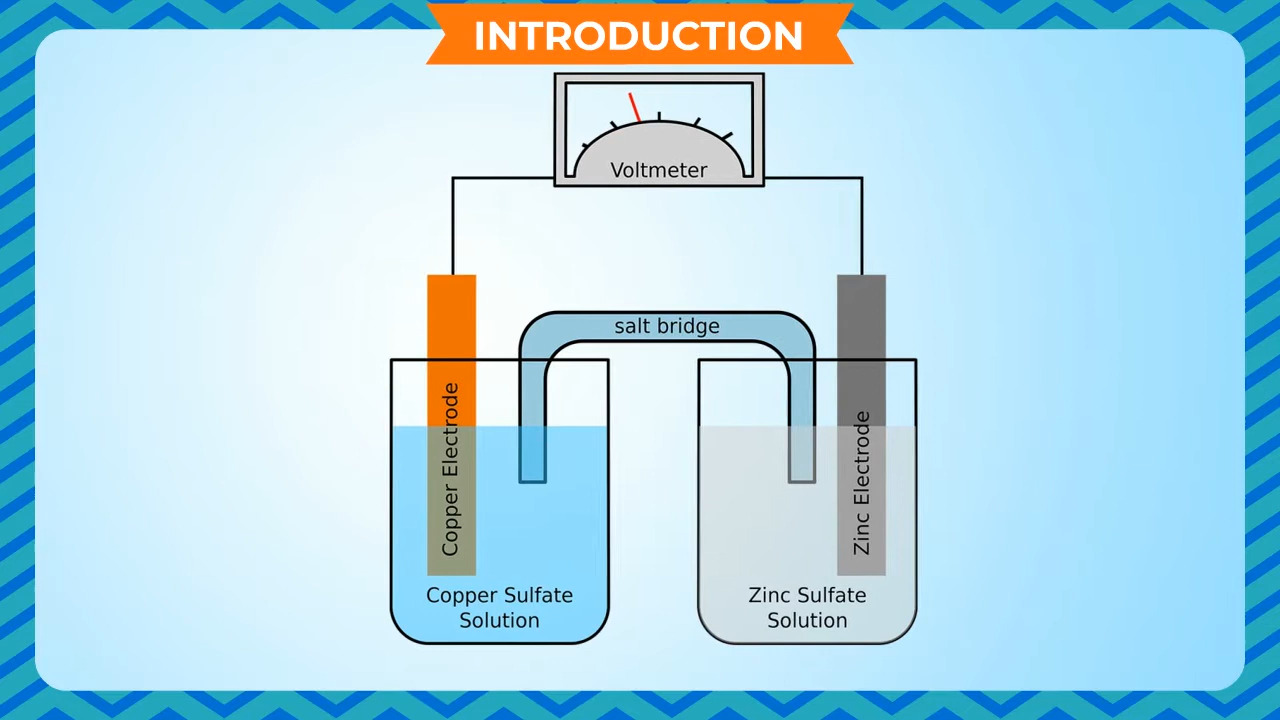 INTRODUCTION
Voltmeter
salt bridge
Copper Electrode
Zinc Electrode
Copper Sulfate
Solution
Zinc Sulfate
Solution